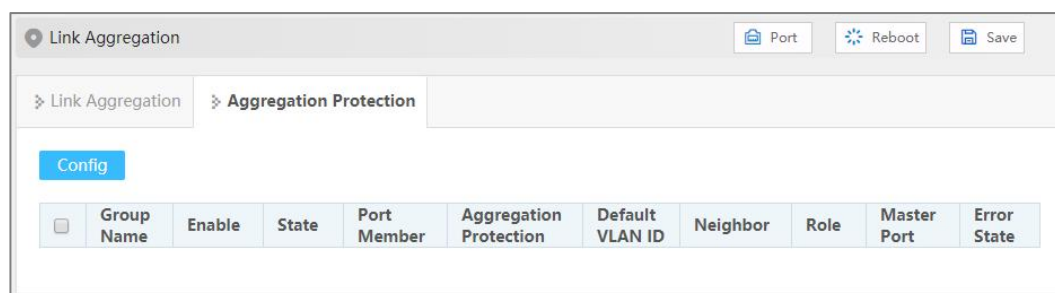 Link Aggregation
Port
Reboot
Save
Link Aggregation
Aggregation Protection
Config
Group Name
Enable
State
Port Member
Aggregation Protection
Default VLAN ID
Neighbor
Role
Master Port
Error State